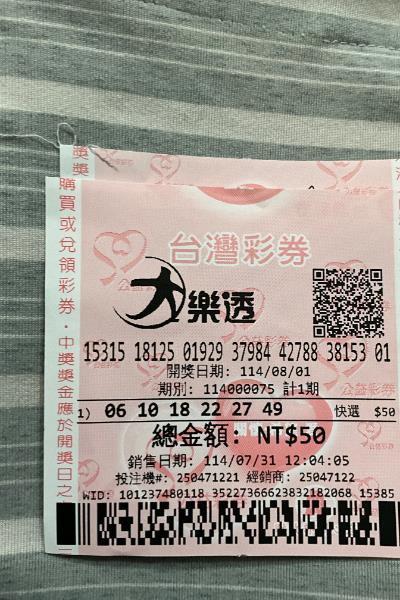 台灣彩券
大樂透
15315 18125 01929 37984 42788 38153 01
開獎日期: 114/08/01
期別: 114000075 計1期
1) 06 10 18 22 27 49 快選 $50
總金額: NT$50
銷售日期: 114/07/31 12:04:05
投注機#: 250471221 經銷商: 25047122
WID: 101237480118 35227366623832182068 15385
購買或兌領彩券・中獎獎金應於開獎日之
公益彩券
公益彩券